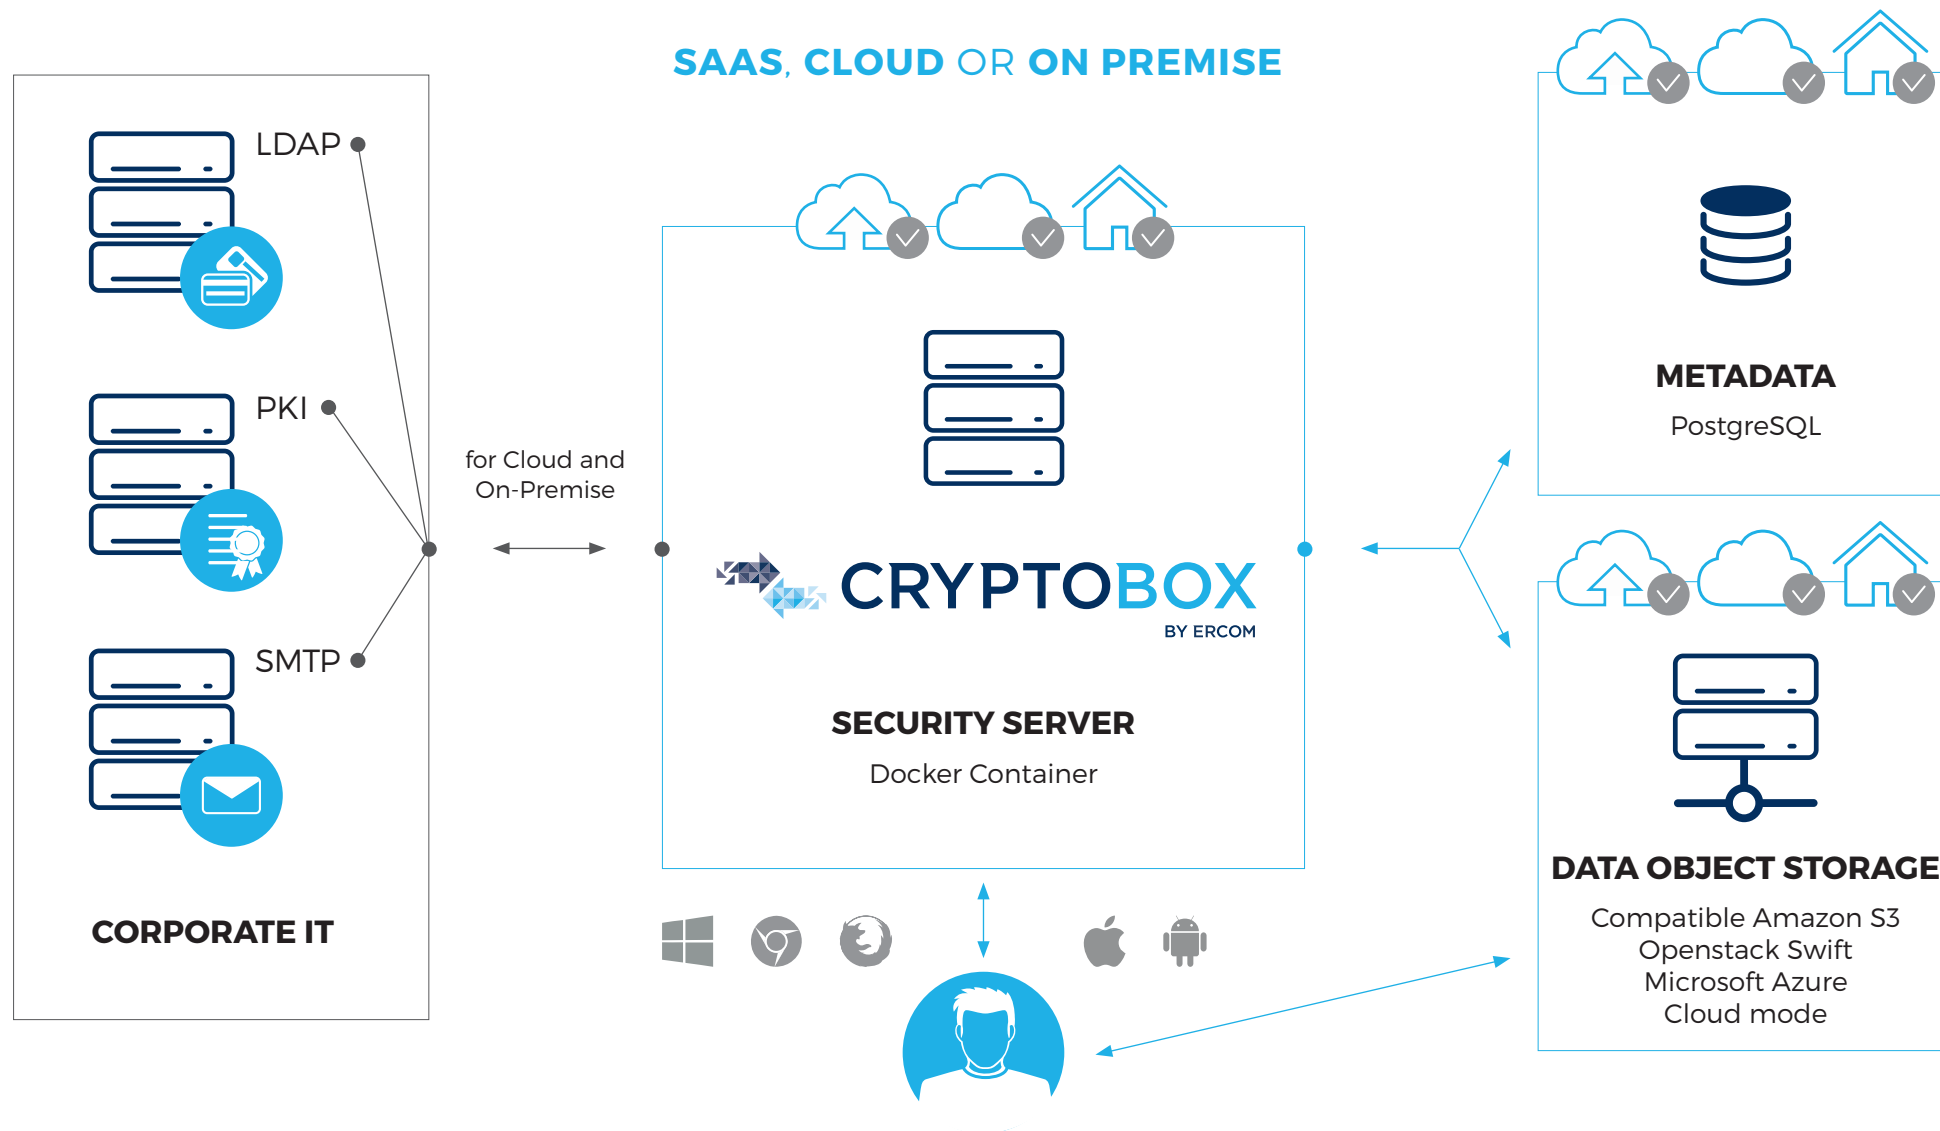 SAAS, CLOUD OR ON PREMISE
LDAP
PKI
SMTP
CORPORATE IT
for Cloud and
On-Premise
CRYPTOBOX
BY ERCOM
SECURITY SERVER
Docker Container
METADATA
PostgreSQL
DATA OBJECT STORAGE
Compatible Amazon S3
Openstack Swift
Microsoft Azure
Cloud mode